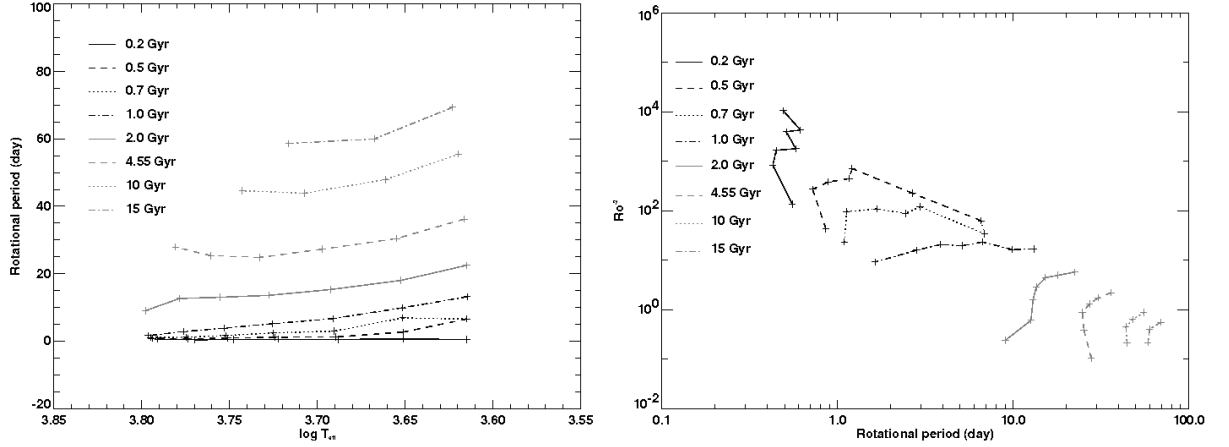 100
80
60
40
20
0
-20
Rotational period (day)
0.2 Gyr
0.5 Gyr
0.7 Gyr
1.0 Gyr
2.0 Gyr
4.55 Gyr
10 Gyr
15 Gyr
3.85 3.80 3.75 3.70 3.65 3.60 3.55
log T_eff
10^6
10^4
10^2
10^0
10^-2
Ro^-2
0.2 Gyr
0.5 Gyr
0.7 Gyr
1.0 Gyr
2.0 Gyr
4.55 Gyr
10 Gyr
15 Gyr
0.1 1.0 10.0 100.0
Rotational period (day)